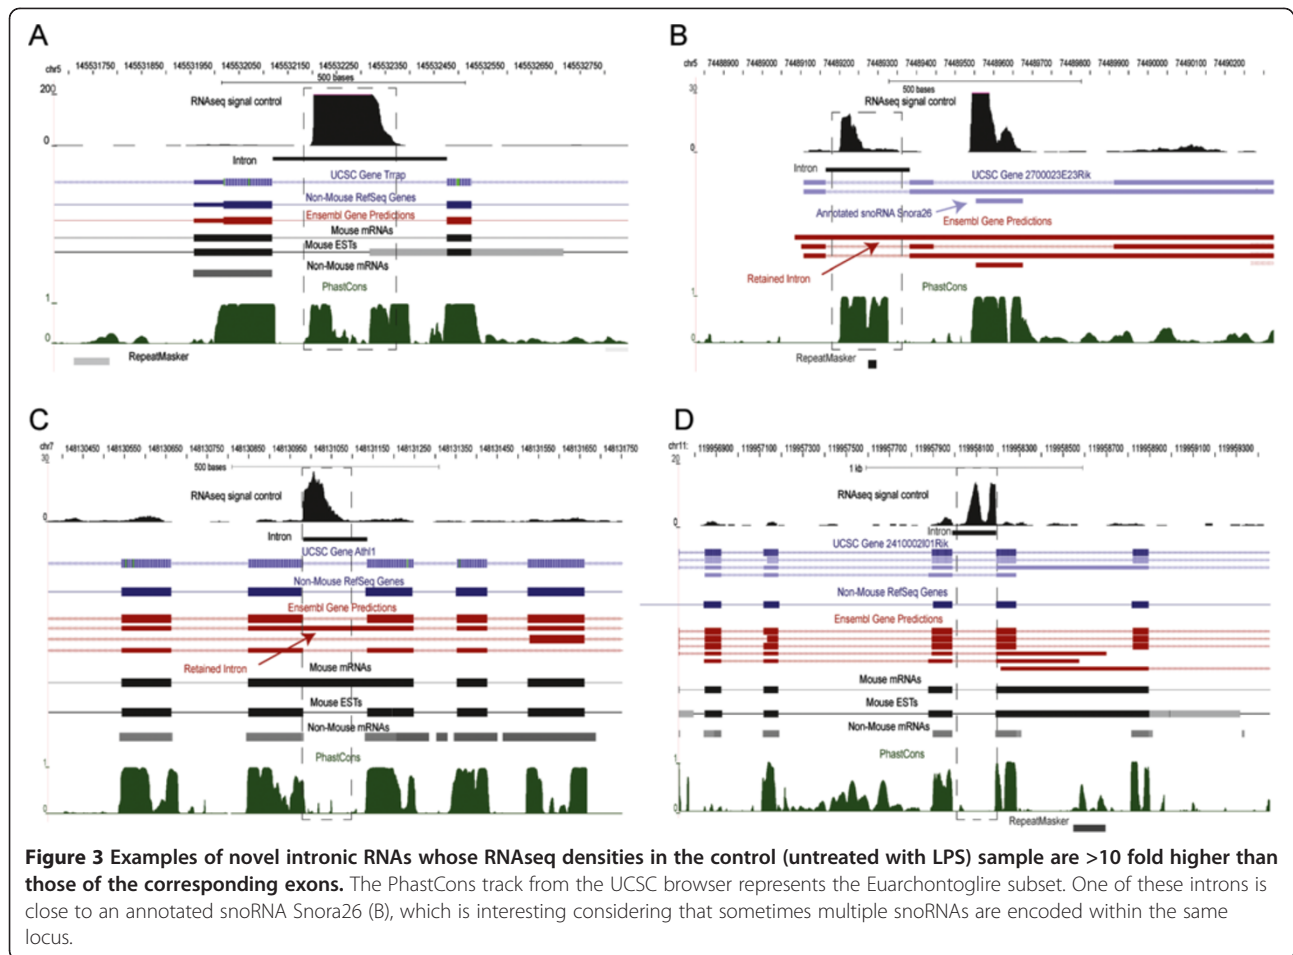 A
chr5
145531750 145531850 145531950 145532050 145532150 145532250 145532350 145532450 145532550 145532650 145532750
500 bases
200
RNAseq signal control
0
Intron
UCSC Gene Trrap
Non-Mouse RefSeq Genes
Ensembl Gene Predictions
Mouse mRNAs
Mouse ESTs
Non-Mouse mRNAs
PhastCons
1
0
RepeatMasker
B
chr5
74488900 74489000 74489100 74489200 74489300 74489400 74489500 74489600 74489700 74489800 74489900 74490000 74490100 74490200
500 bases
30
RNAseq signal control
0
Intron
UCSC Gene 2700023E23Rik
Annotated snoRNA Snora26
Ensembl Gene Predictions
Retained Intron
PhastCons
1
0
RepeatMasker
C
chr7
148130450 148130550 148130650 148130750 148130850 148130950 148131050 148131150 148131250 148131350 148131450 148131550 148131650 148131750
30
500 bases
RNAseq signal control
0
Intron
UCSC Gene Athl1
Non-Mouse RefSeq Genes
Ensembl Gene Predictions
Retained Intron
Mouse mRNAs
Mouse ESTs
Non-Mouse mRNAs
PhastCons
1
0
D
chr11:
119956900 119957100 119957300 119957500 119957700 119957900 119958100 119958300 119958500 119958700 119958900 119959100 119959300
20
1 kb
RNAseq signal control
0
Intron
UCSC Gene 2410002I01Rik
Non-Mouse RefSeq Genes
Ensembl Gene Predictions
Mouse mRNAs
Mouse ESTs
Non-Mouse mRNAs
PhastCons
1
0
RepeatMasker
Figure 3 Examples of novel intronic RNAs whose RNAseq densities in the control (untreated with LPS) sample are >10 fold higher than
those of the corresponding exons. The PhastCons track from the UCSC browser represents the Euarchontoglire subset. One of these introns is
close to an annotated snoRNA Snora26 (B), which is interesting considering that sometimes multiple snoRNAs are encoded within the same
locus.